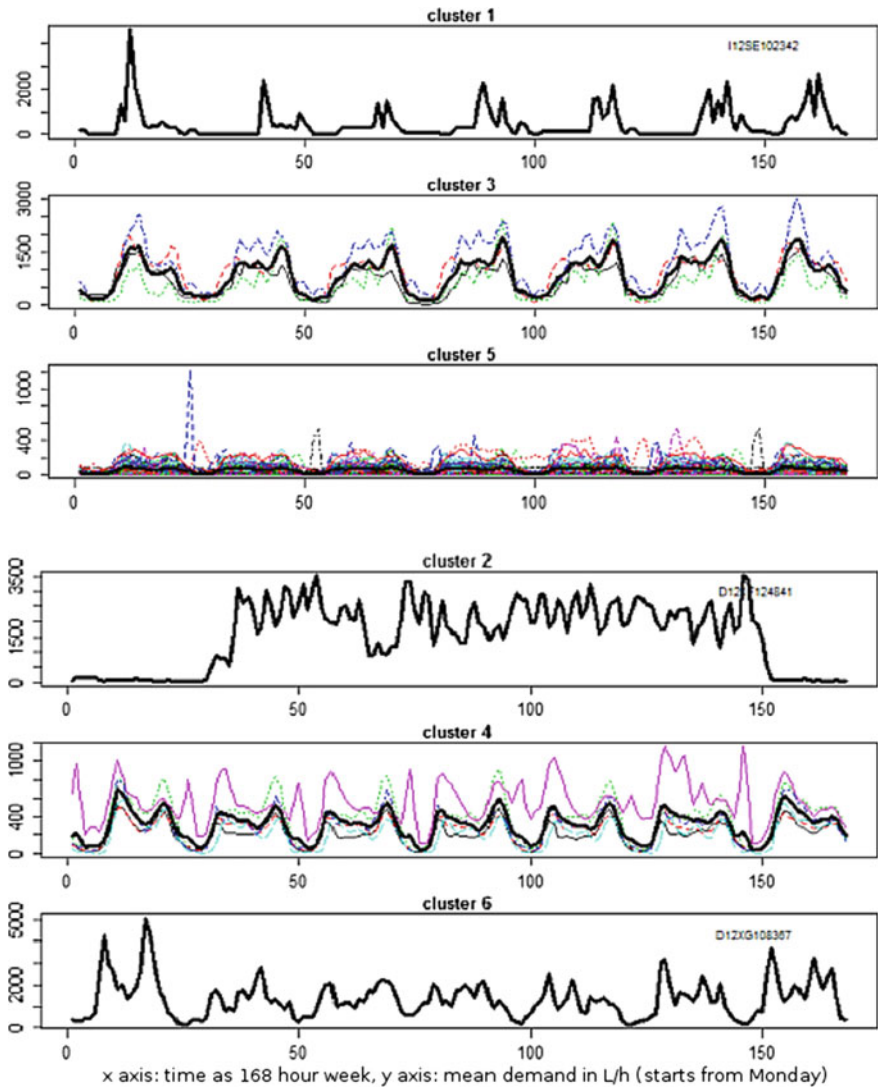 cluster 1
I12SE102342
0 2000
0 50 100 150
cluster 3
0 1500 3000
0 50 100 150
cluster 5
0 400 1000
0 50 100 150
cluster 2
0 1500 3500
0 50 100 150
cluster 4
0 400 1000
0 50 100 150
cluster 6
D12XG108367
0 2000 5000
0 50 100 150
x axis: time as 168 hour week, y axis: mean demand in L/h (starts from Monday)